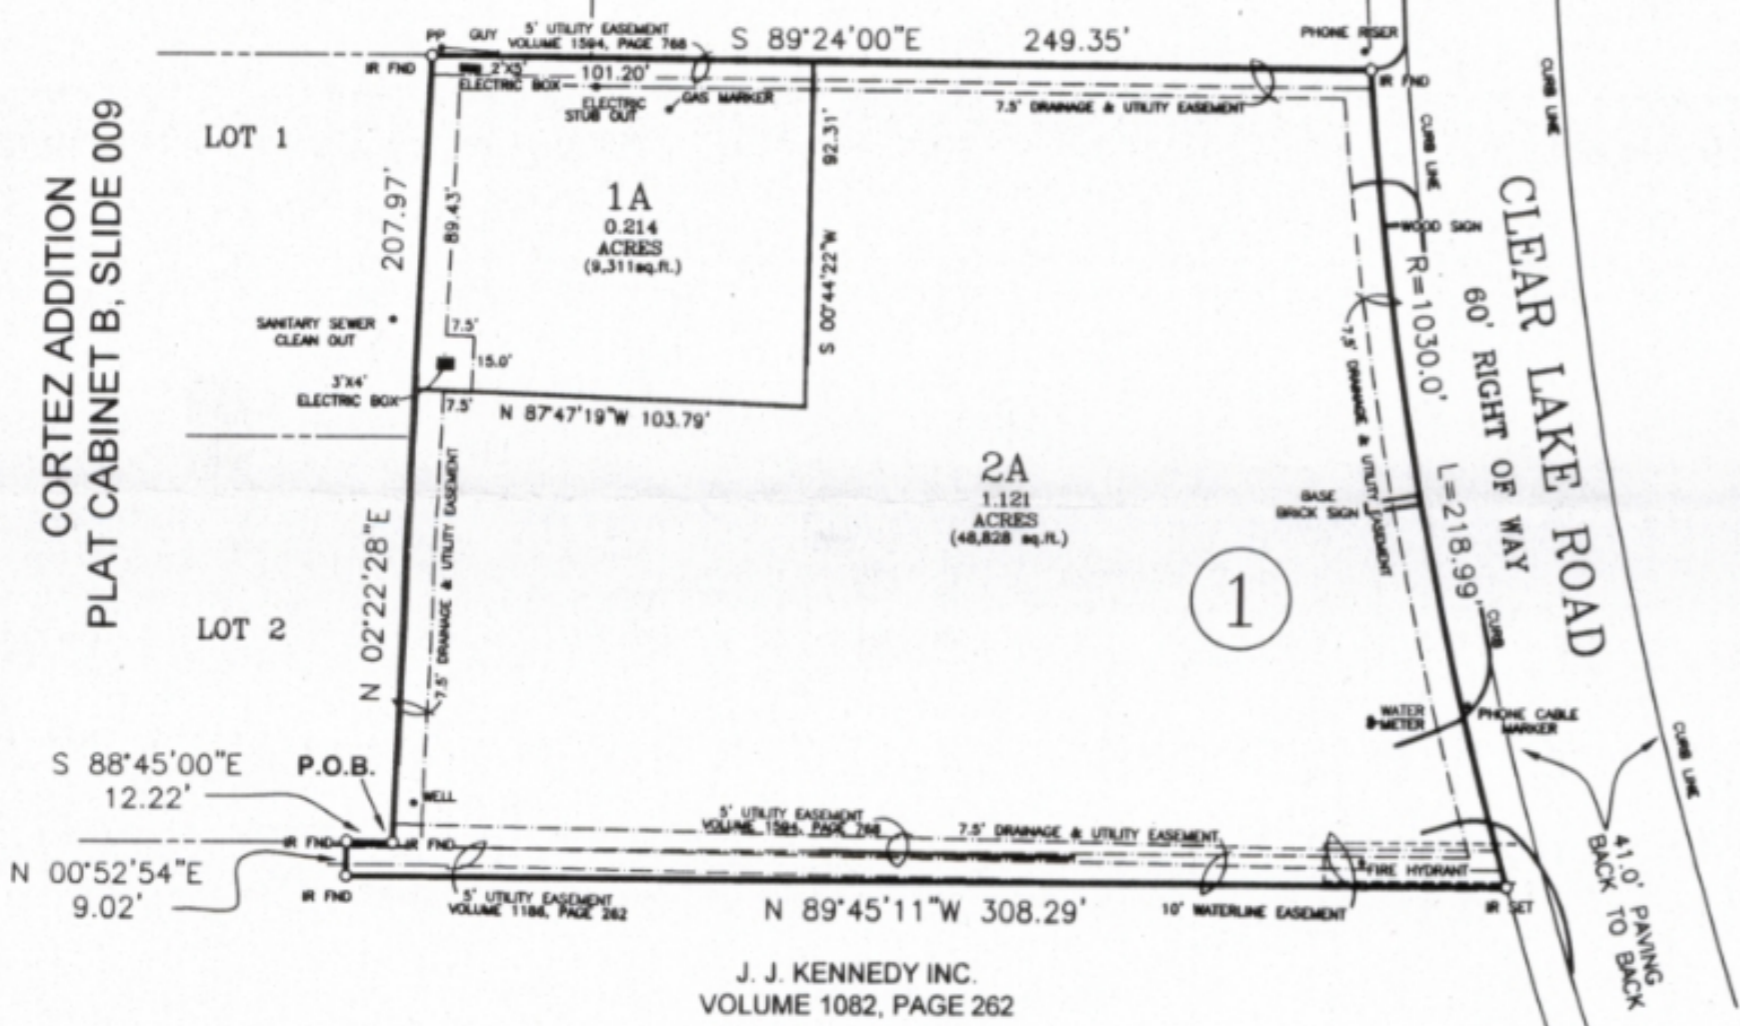 5' UTILITY EASEMENT
VOLUME 1594, PAGE 768
S 89°24'00"E 249.35'
PHONE RISER
PP GUY
IR FND
2'X5'
ELECTRIC BOX
101.20'
ELECTRIC
STUB OUT
GAS MARKER
7.5' DRAINAGE & UTILITY EASEMENT
IR FND
CURB LINE
CURB LINE
CORTEZ ADDITION
PLAT CABINET B, SLIDE 009
LOT 1
207.97'
89.43'
1A
0.214
ACRES
(9,311sq.ft.)
92.31'
S 00°44'22"W
WOOD SIGN
R=1030.0'
CLEAR LAKE ROAD
60' RIGHT OF WAY
SANITARY SEWER
CLEAN OUT
7.5'
15.0'
3'X4'
ELECTRIC BOX
7.5'
N 87°47'19"W 103.79'
7.5' DRAINAGE & UTILITY EASEMENT
2A
1.121
ACRES
(48,828 sq.ft.)
BASE
BRICK SIGN
L=218.99'
1
LOT 2
N 02°22'28"E
7.5' DRAINAGE & UTILITY EASEMENT
CURB
WATER
METER
PHONE CABLE
MARKER
CURB LINE
S 88°45'00"E
12.22'
P.O.B.
WELL
5' UTILITY EASEMENT
VOLUME 1594, PAGE 768
7.5' DRAINAGE & UTILITY EASEMENT
IR FND
IR FND
N 00°52'54"E
9.02'
IR FND
5' UTILITY EASEMENT
VOLUME 1186, PAGE 262
N 89°45'11"W 308.29'
10' WATERLINE EASEMENT
FIRE HYDRANT
IR SET
41.0' PAVING
BACK TO BACK
J. J. KENNEDY INC.
VOLUME 1082, PAGE 262